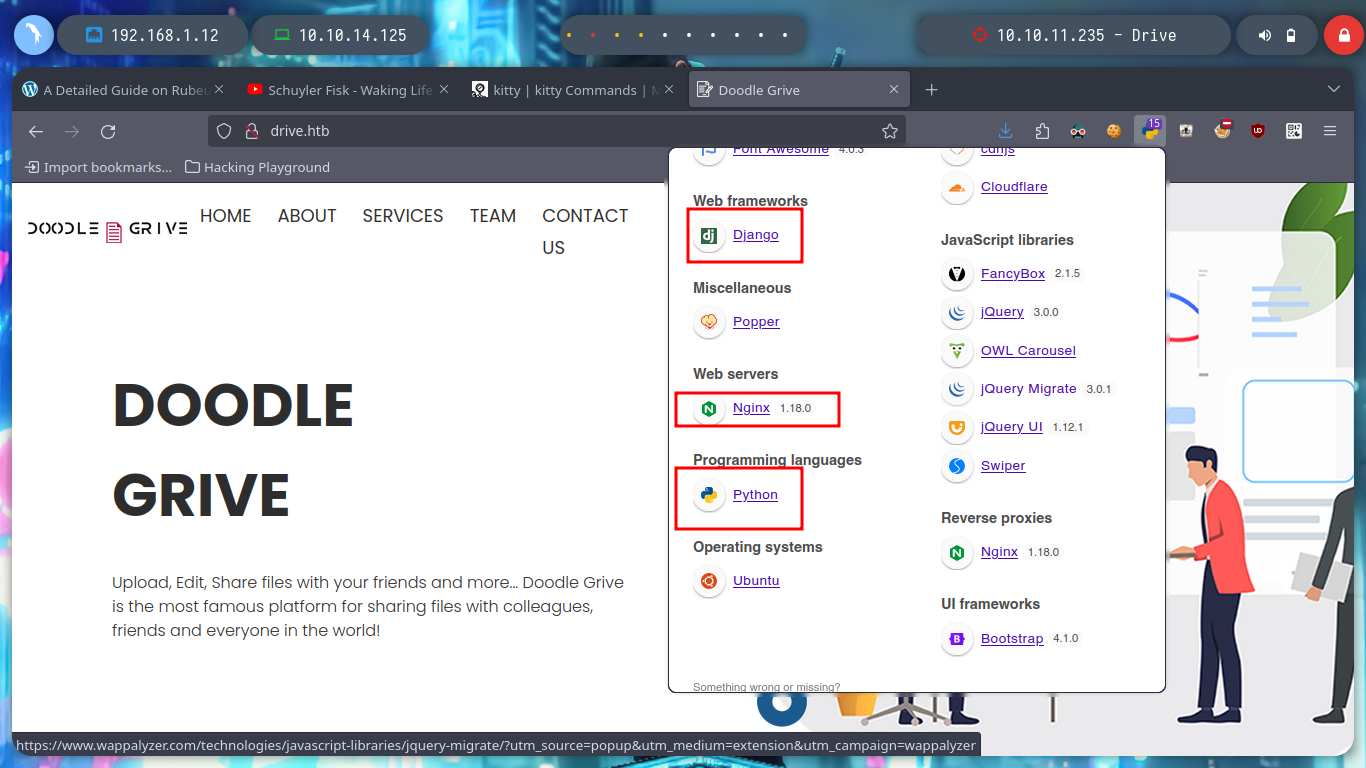 192.168.1.12
10.10.14.125
10.10.11.235 - Drive
A Detailed Guide on Rubeu
Schuyler Fisk - Waking Life
kitty | kitty Commands | M
Doodle Grive
drive.htb
15
Import bookmarks...
Hacking Playground
DOODLE GRIVE
HOME ABOUT SERVICES TEAM CONTACT US
DOODLE
GRIVE
Upload, Edit, Share files with your friends and more... Doodle Grive
is the most famous platform for sharing files with colleagues,
friends and everyone in the world!
Font Awesome 4.0.3
Web frameworks
dj
Django
Miscellaneous
Popper
Web servers
Nginx 1.18.0
Programming languages
Python
Operating systems
Ubuntu
Something wrong or missing?
cdnjs
Cloudflare
JavaScript libraries
FancyBox 2.1.5
jQuery 3.0.0
OWL Carousel
jQuery Migrate 3.0.1
jQuery UI 1.12.1
Swiper
Reverse proxies
Nginx 1.18.0
UI frameworks
Bootstrap 4.1.0
https://www.wappalyzer.com/technologies/javascript-libraries/jquery-migrate/?utm_source=popup&utm_medium=extension&utm_campaign=wappalyzer